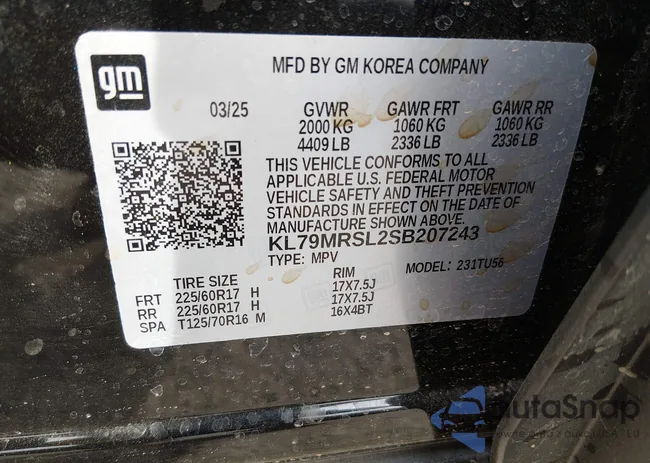 gm
MFD BY GM KOREA COMPANY
03/25 GVWR GAWR FRT GAWR RR
2000 KG 1060 KG 1060 KG
4409 LB 2336 LB 2336 LB
THIS VEHICLE CONFORMS TO ALL
APPLICABLE U.S. FEDERAL MOTOR
VEHICLE SAFETY AND THEFT PREVENTION
STANDARDS IN EFFECT ON THE DATE OF
MANUFACTURE SHOWN ABOVE.
KL79MRSL2SB207243
TYPE: MPV MODEL: 231TU56
TIRE SIZE RIM
FRT 225/60R17 H 17X7.5J
RR 225/60R17 H 17X7.5J
SPA T125/70R16 M 16X4BT
AutaSnap